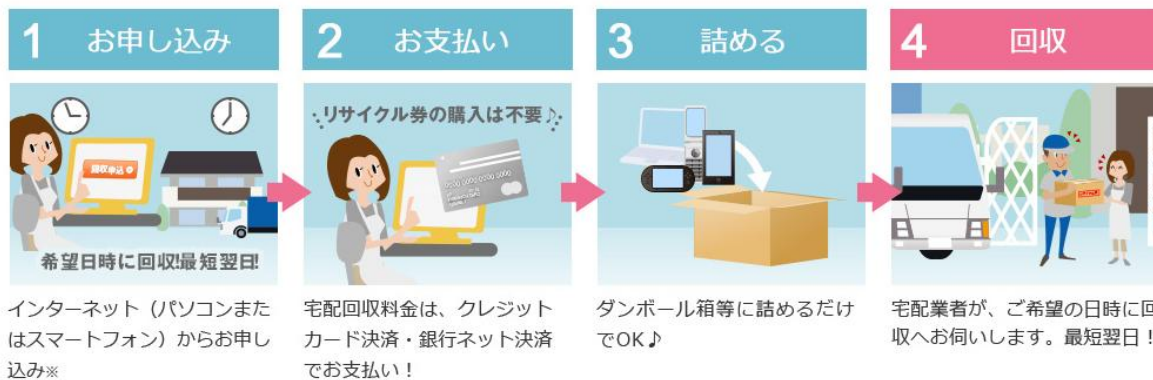 1 お申し込み
2 お支払い
3 詰める
4 回収
回収申込
希望日時に回収!最短翌日!
リサイクル券の購入は不要♪
0000 0000 0000 0000
インターネット（パソコンまた
はスマートフォン）からお申し
込み※
宅配回収料金は、クレジット
カード決済・銀行ネット決済
でお支払い！
ダンボール箱等に詰めるだけ
でOK♪
宅配業者が、ご希望の日時に回
収へお伺いします。最短翌日！